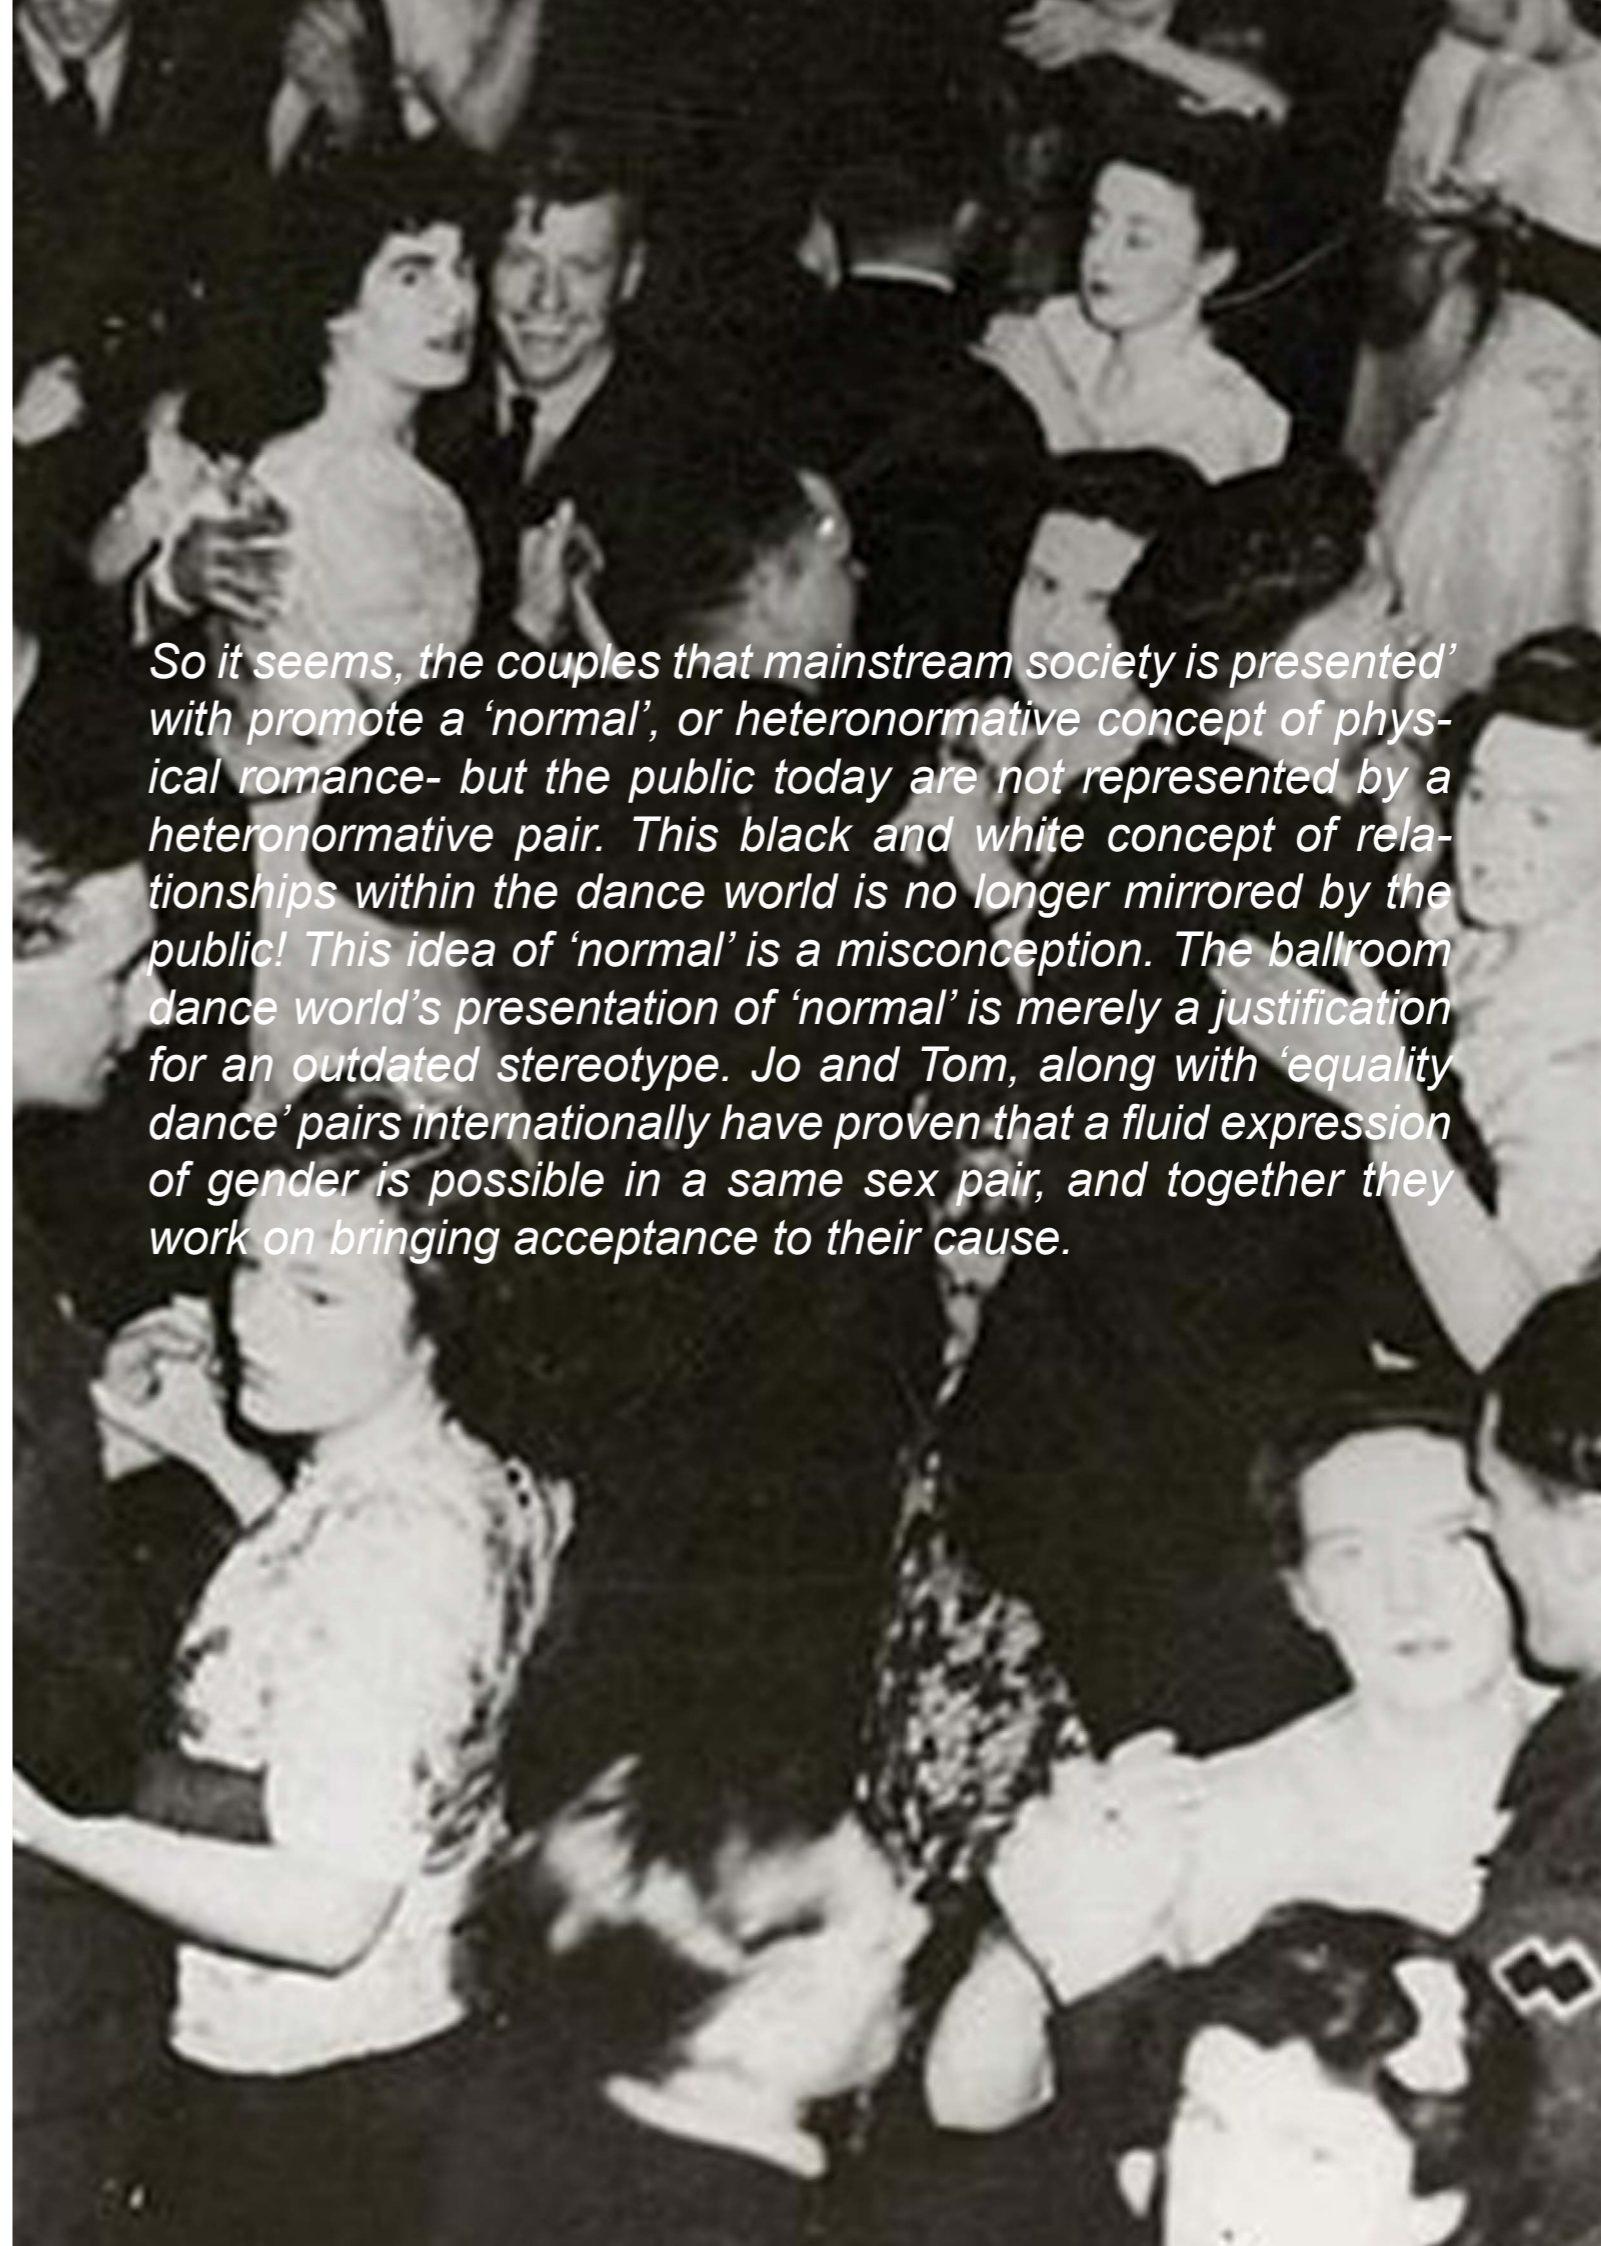 So it seems, the couples that mainstream society is presented’
with promote a ‘normal’, or heteronormative concept of phys-
ical romance- but the public today are not represented by a
heteronormative pair. This black and white concept of rela-
tionships within the dance world is no longer mirrored by the
public! This idea of ‘normal’ is a misconception. The ballroom
dance world’s presentation of ‘normal’ is merely a justification
for an outdated stereotype. Jo and Tom, along with ‘equality
dance’ pairs internationally have proven that a fluid expression
of gender is possible in a same sex pair, and together they
work on bringing acceptance to their cause.